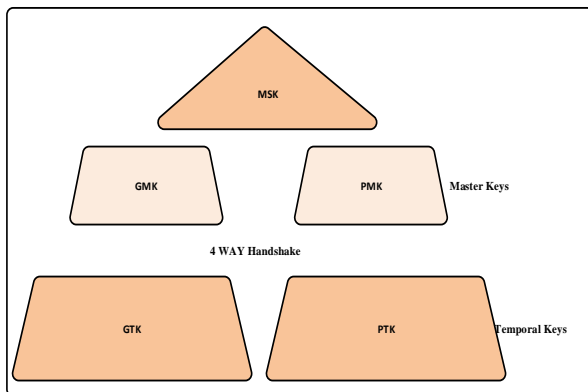 MSK
GMK
PMK
Master Keys
4 WAY Handshake
GTK
PTK
Temporal Keys